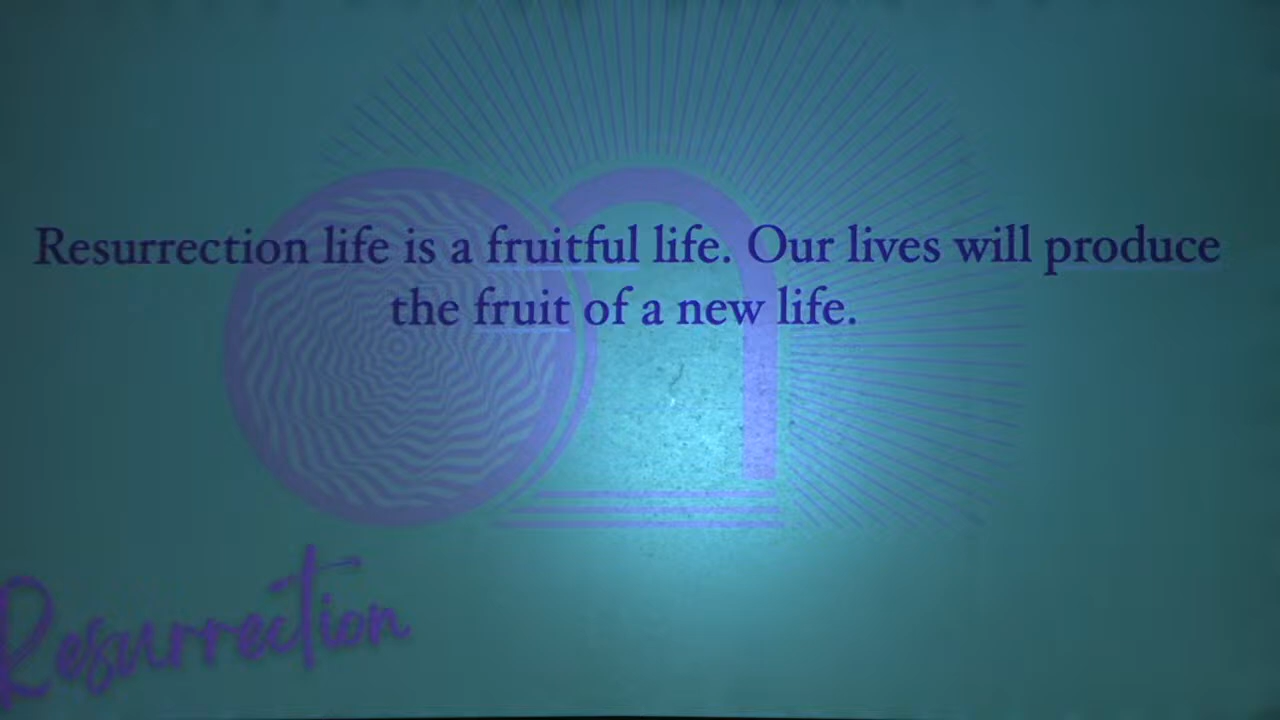 Resurrection life is a fruitful life. Our lives will produce
the fruit of a new life.
Resurrection